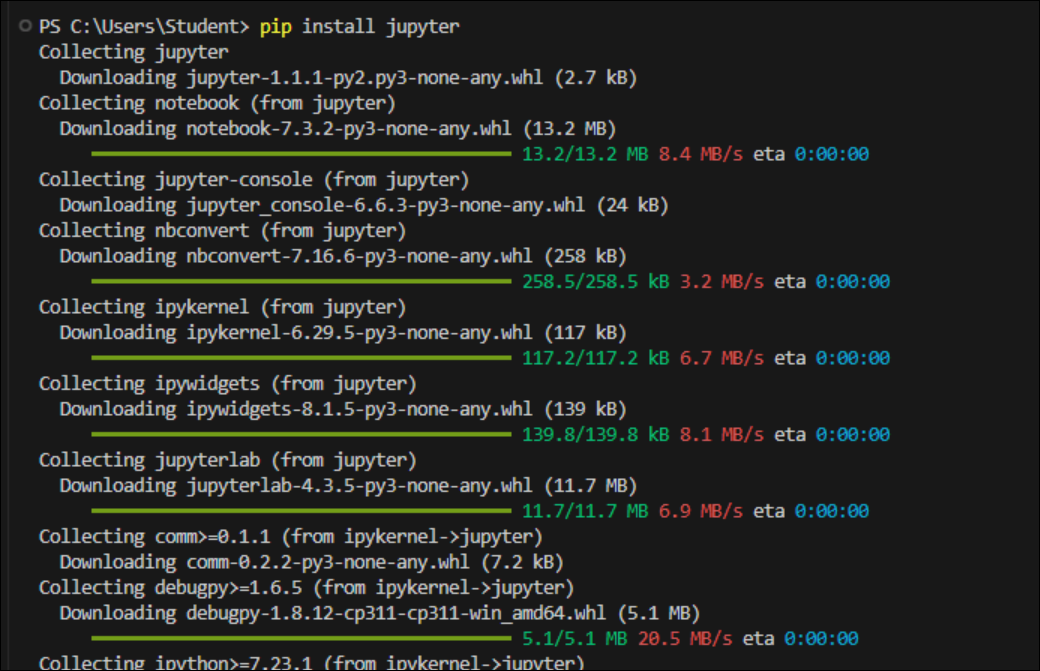 PS C:\Users\Student> pip install jupyter
Collecting jupyter
Downloading jupyter-1.1.1-py2.py3-none-any.whl (2.7 kB)
Collecting notebook (from jupyter)
Downloading notebook-7.3.2-py3-none-any.whl (13.2 MB)
13.2/13.2 MB 8.4 MB/s eta 0:00:00
Collecting jupyter-console (from jupyter)
Downloading jupyter_console-6.6.3-py3-none-any.whl (24 kB)
Collecting nbconvert (from jupyter)
Downloading nbconvert-7.16.6-py3-none-any.whl (258 kB)
258.5/258.5 kB 3.2 MB/s eta 0:00:00
Collecting ipykernel (from jupyter)
Downloading ipykernel-6.29.5-py3-none-any.whl (117 kB)
117.2/117.2 kB 6.7 MB/s eta 0:00:00
Collecting ipywidgets (from jupyter)
Downloading ipywidgets-8.1.5-py3-none-any.whl (139 kB)
139.8/139.8 kB 8.1 MB/s eta 0:00:00
Collecting jupyterlab (from jupyter)
Downloading jupyterlab-4.3.5-py3-none-any.whl (11.7 MB)
11.7/11.7 MB 6.9 MB/s eta 0:00:00
Collecting comm>=0.1.1 (from ipykernel->jupyter)
Downloading comm-0.2.2-py3-none-any.whl (7.2 kB)
Collecting debugpy>=1.6.5 (from ipykernel->jupyter)
Downloading debugpy-1.8.12-cp311-cp311-win_amd64.whl (5.1 MB)
5.1/5.1 MB 20.5 MB/s eta 0:00:00
Collecting ipython>=7.23.1 (from ipykernel->jupyter)